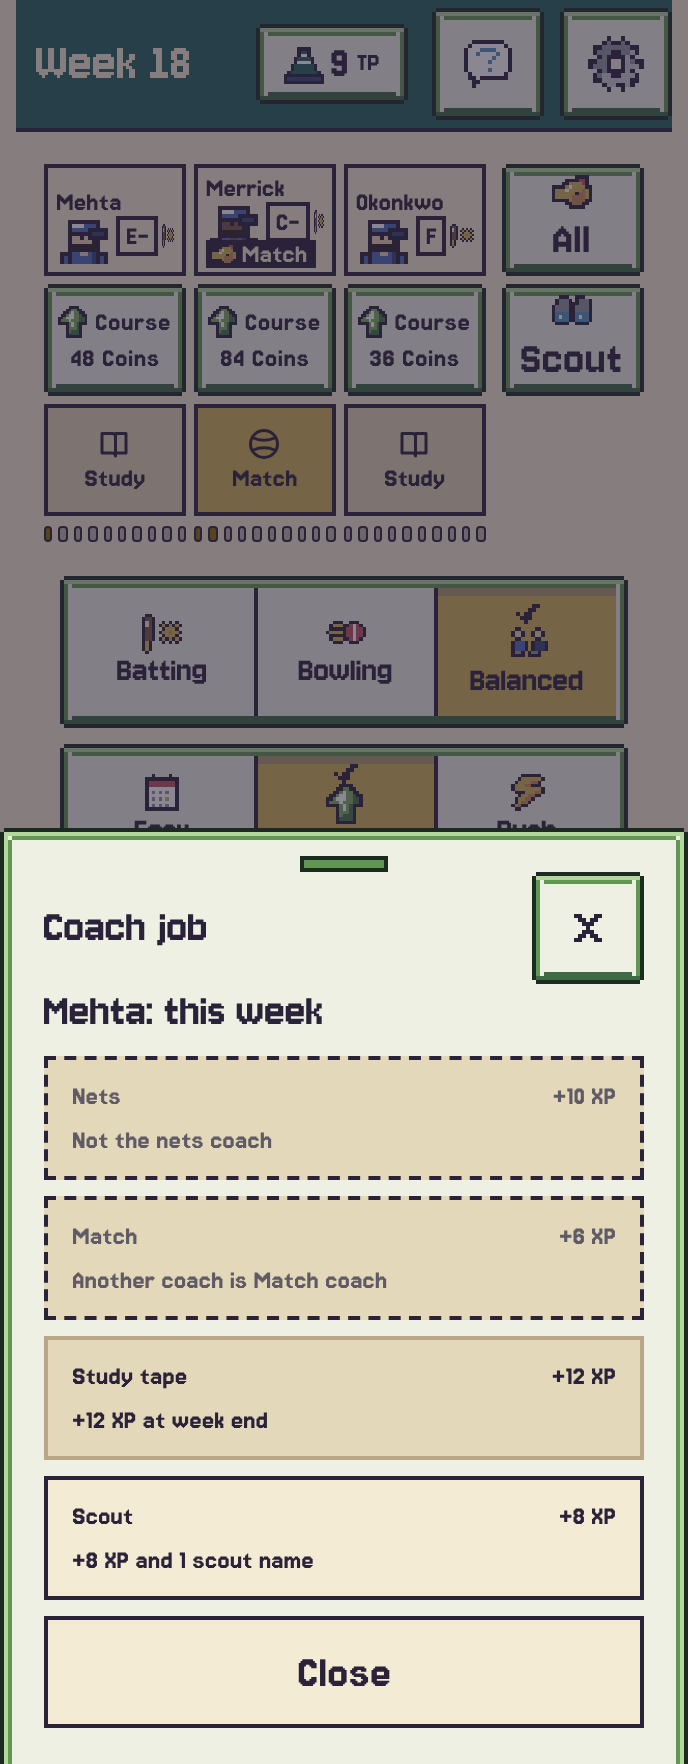 Week 18
9 TP
?
Mehta
E-
Merrick
C-
Match
Okonkwo
F
All
Course
48 Coins
Course
84 Coins
Course
36 Coins
Scout
Study
Match
Study
Batting
Bowling
Balanced
Easy
Push
Coach job
X
Mehta: this week
Nets +10 XP
Not the nets coach
Match +6 XP
Another coach is Match coach
Study tape +12 XP
+12 XP at week end
Scout +8 XP
+8 XP and 1 scout name
Close